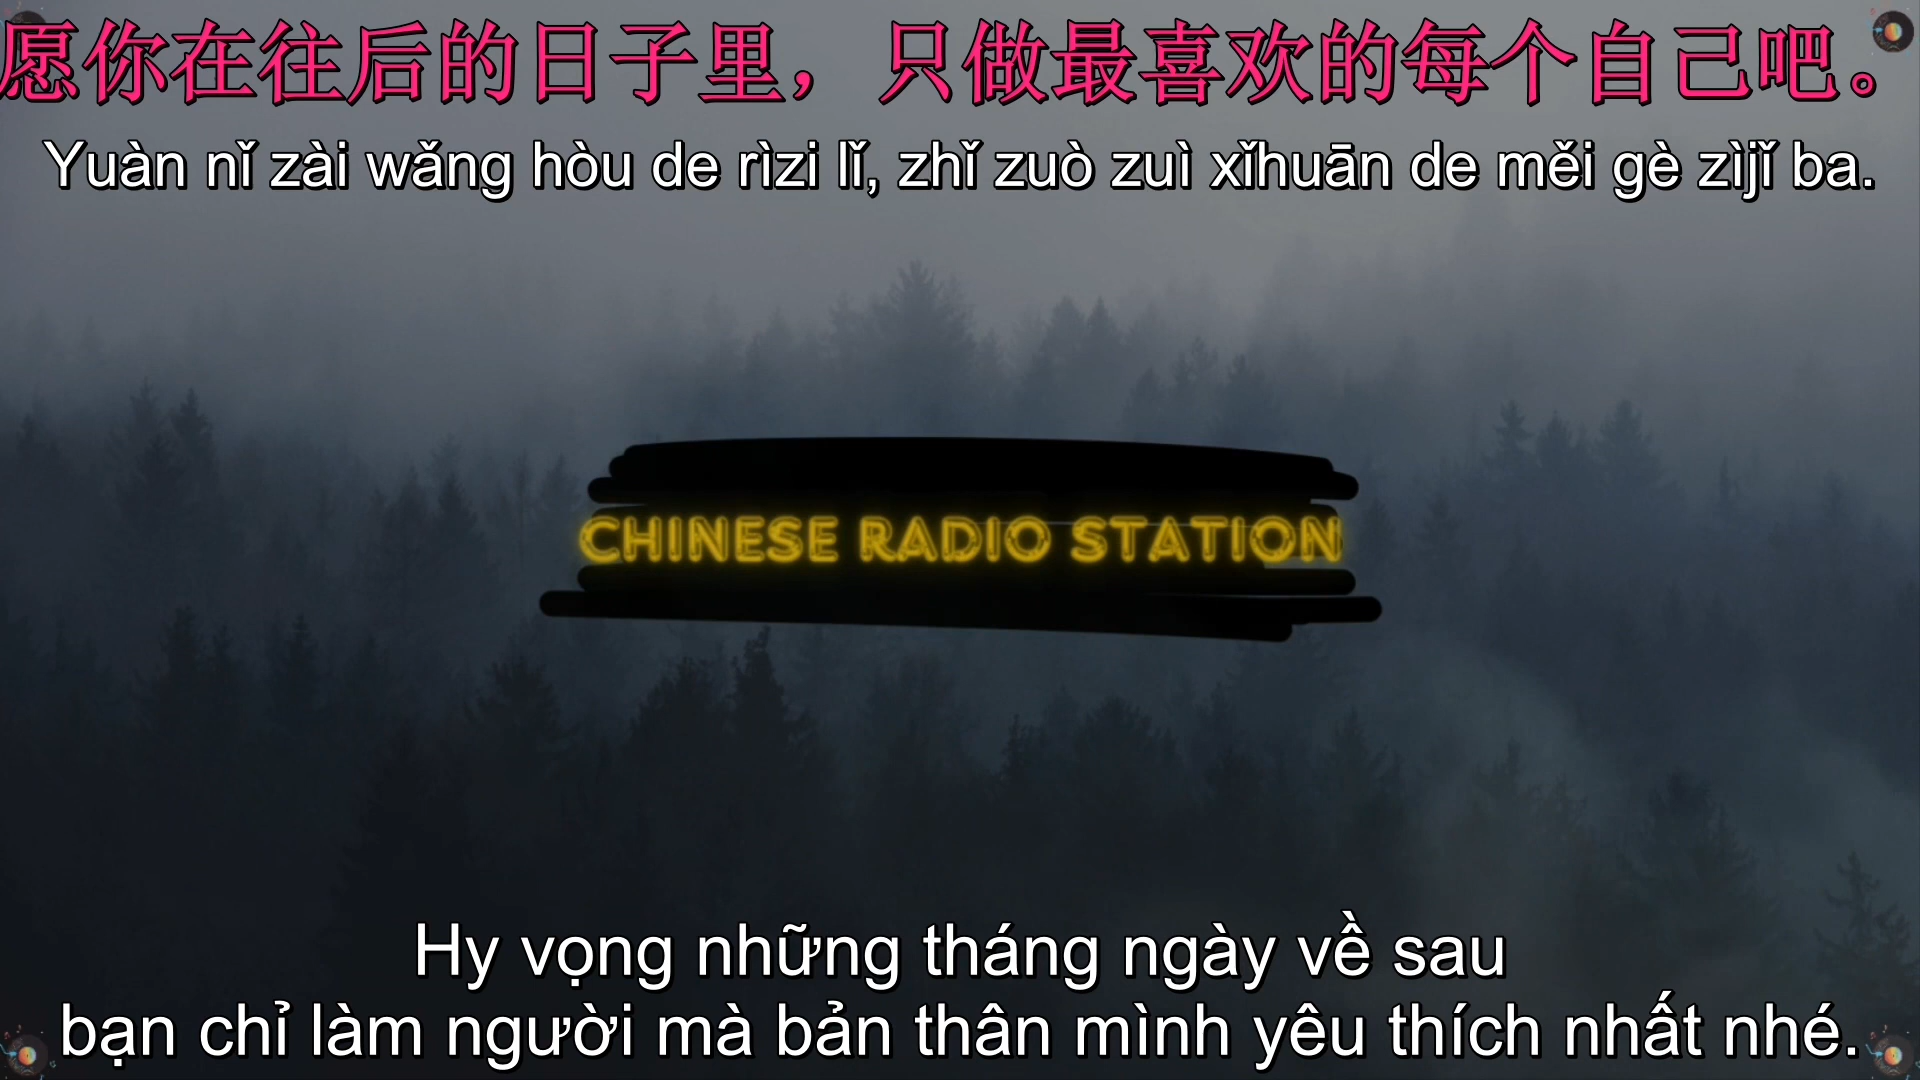 愿你在往后的日子里，只做最喜欢的每个自己吧。
Yuàn nǐ zài wǎng hòu de rìzi lǐ, zhǐ zuò zuì xǐhuān de měi gè zìjǐ ba.
CHINESE RADIO STATION
Hy vọng những tháng ngày về sau
bạn chỉ làm người mà bản thân mình yêu thích nhất nhé.